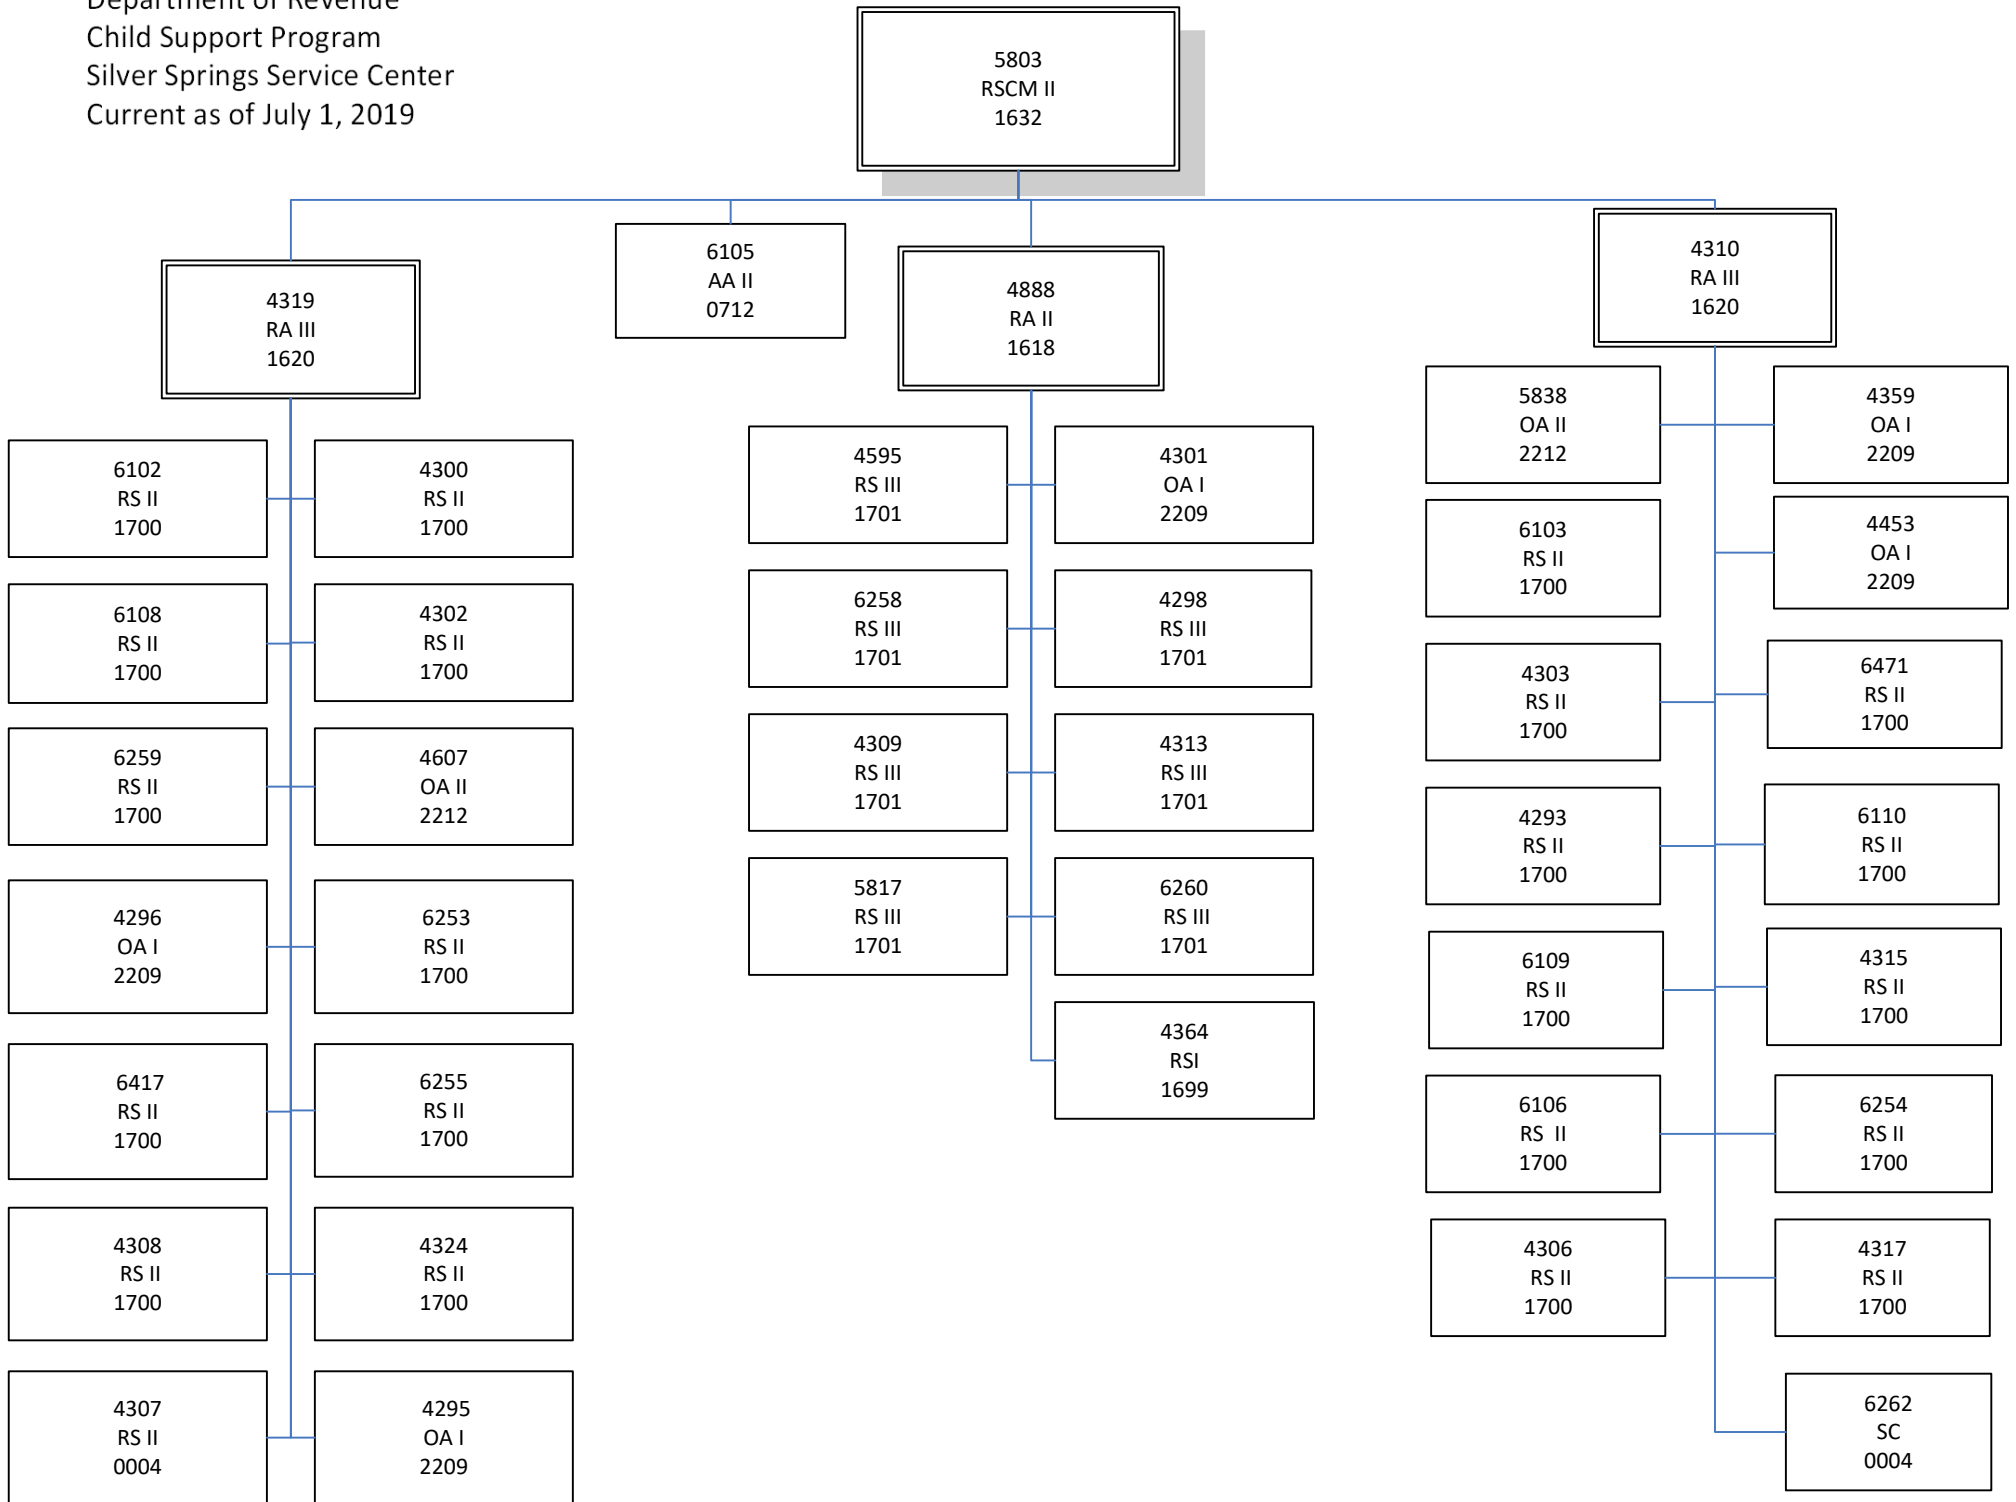 Department of Revenue
Child Support Program
Silver Springs Service Center
Current as of July 1, 2019
5803
RSCM II
1632
4319
RA III
1620
6105
AA II
0712
4888
RA II
1618
4310
RA III
1620
6102
RS II
1700
4300
RS II
1700
6108
RS II
1700
4302
RS II
1700
6259
RS II
1700
4607
OA II
2212
4296
OA I
2209
6253
RS II
1700
6417
RS II
1700
6255
RS II
1700
4308
RS II
1700
4324
RS II
1700
4307
RS II
0004
4295
OA I
2209
4595
RS III
1701
4301
OA I
2209
6258
RS III
1701
4298
RS III
1701
4309
RS III
1701
4313
RS III
1701
5817
RS III
1701
6260
RS III
1701
4364
RSI
1699
5838
OA II
2212
4359
OA I
2209
6103
RS II
1700
4453
OA I
2209
4303
RS II
1700
6471
RS II
1700
4293
RS II
1700
6110
RS II
1700
6109
RS II
1700
4315
RS II
1700
6106
RS  II
1700
6254
RS II
1700
4306
RS II
1700
4317
RS II
1700
6262
SC
0004